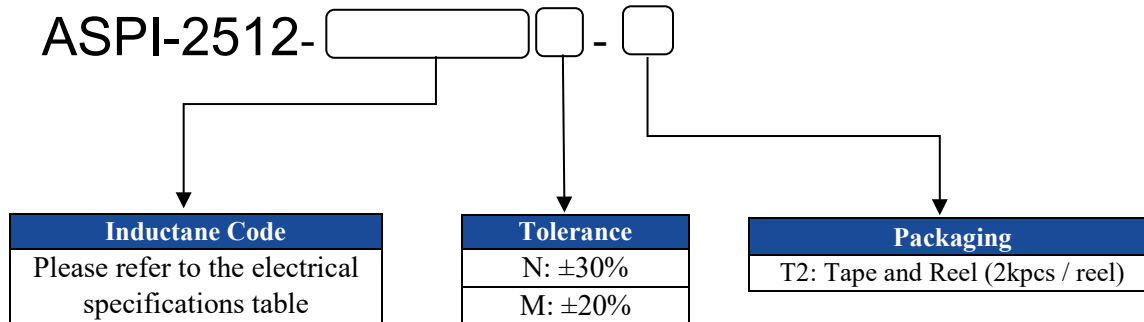 ASPI-2512- -
Inductane Code
Please refer to the electrical
specifications table
Tolerance
N: ±30%
M: ±20%
Packaging
T2: Tape and Reel (2kpcs / reel)